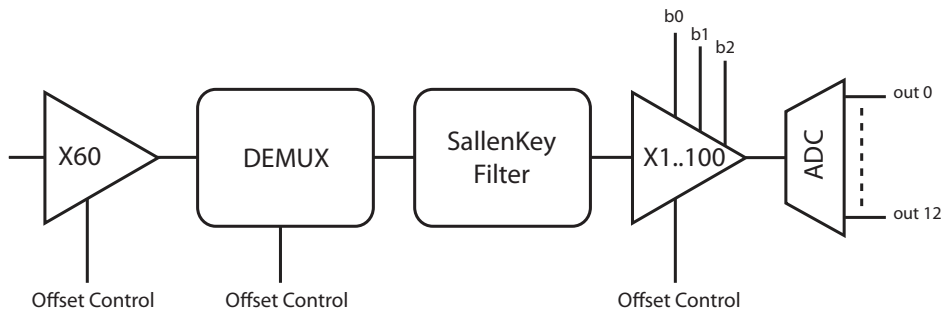 b0
b1
b2
out 0
X60
DEMUX
SallenKey
Filter
X1..100
ADC
out 12
Offset Control
Offset Control
Offset Control